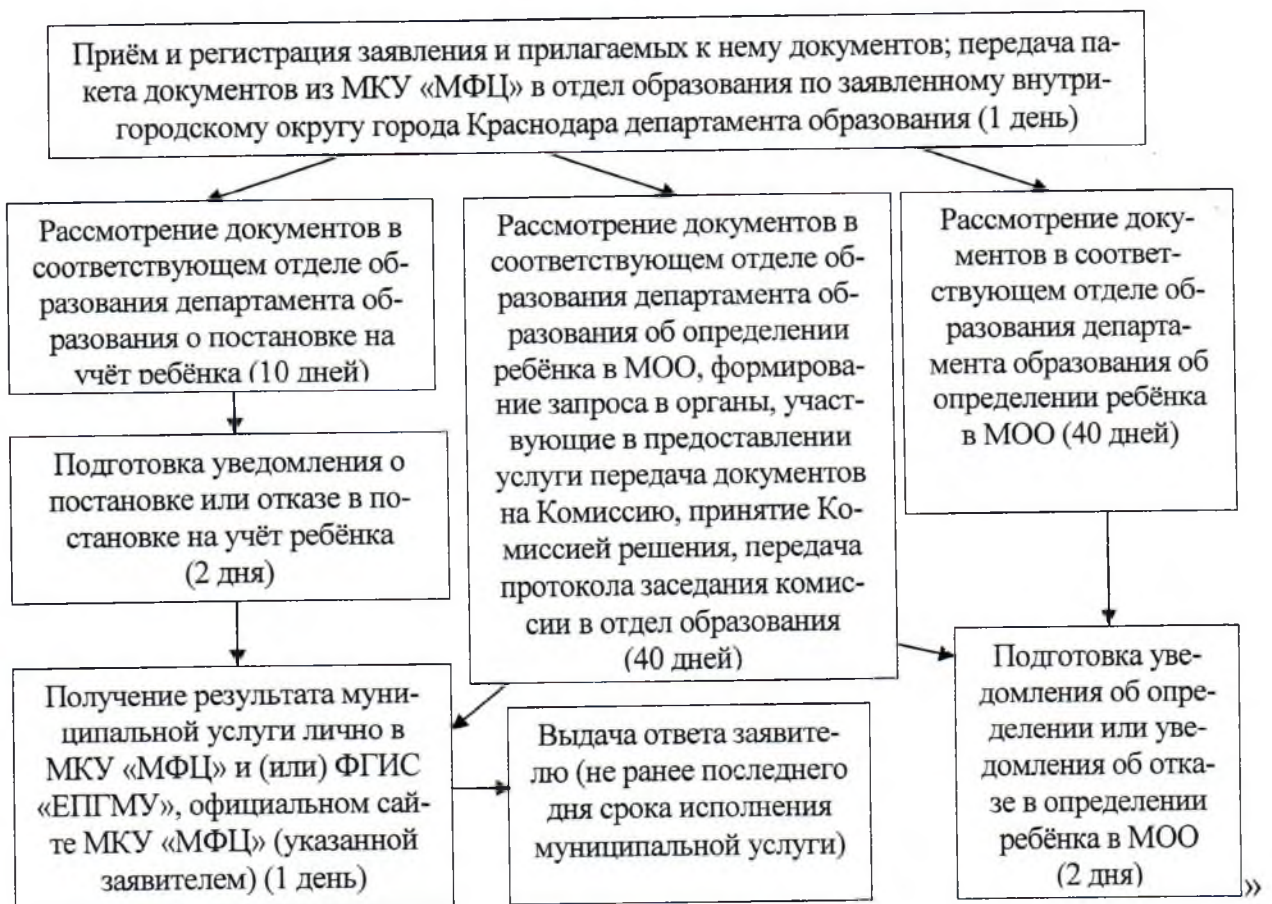 Приём и регистрация заявления и прилагаемых к нему документов; передача па-
кета документов из МКУ «МФЦ» в отдел образования по заявленному внутри-
городскому округу города Краснодара департамента образования (1 день)
Рассмотрение документов в
соответствующем отделе об-
разования департамента об-
разования о постановке на
учёт ребёнка (10 дней)
Рассмотрение документов в
соответствующем отделе об-
разования департамента об-
разования об определении
ребёнка в МОО, формирова-
ние запроса в органы, участ-
вующие в предоставлении
услуги передача документов
на Комиссию, принятие Ко-
миссией решения, передача
протокола заседания комис-
сии в отдел образования
(40 дней)
Рассмотрение доку-
ментов в соответ-
ствующем отделе об-
разования департа-
мента образования об
определении ребёнка
в МОО (40 дней)
Подготовка уведомления о
постановке или отказе в по-
становке на учёт ребёнка
(2 дня)
Получение результата муни-
ципальной услуги лично в
МКУ «МФЦ» и (или) ФГИС
«ЕПГМУ», официальном сай-
те МКУ «МФЦ» (указанной
заявителем) (1 день)
Выдача ответа заявите-
лю (не ранее последнего
дня срока исполнения
муниципальной услуги)
Подготовка уве-
домления об опре-
делении или уве-
домления об отка-
зе в определении
ребёнка в МОО
(2 дня)
»